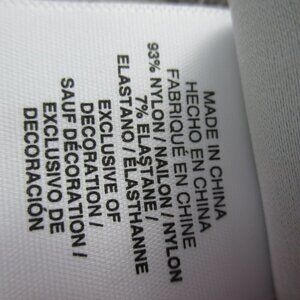 MADE IN CHINA
HECHO EN CHINA
FABRIQUÉ EN CHINE
93% NYLON / NAILON / NYLON
7% ELASTANE /
ELASTANO / ÉLASTHANNE
EXCLUSIVE OF
DECORATION /
SAUF DÉCORATION /
EXCLUSIVO DE
DECORACIÓN